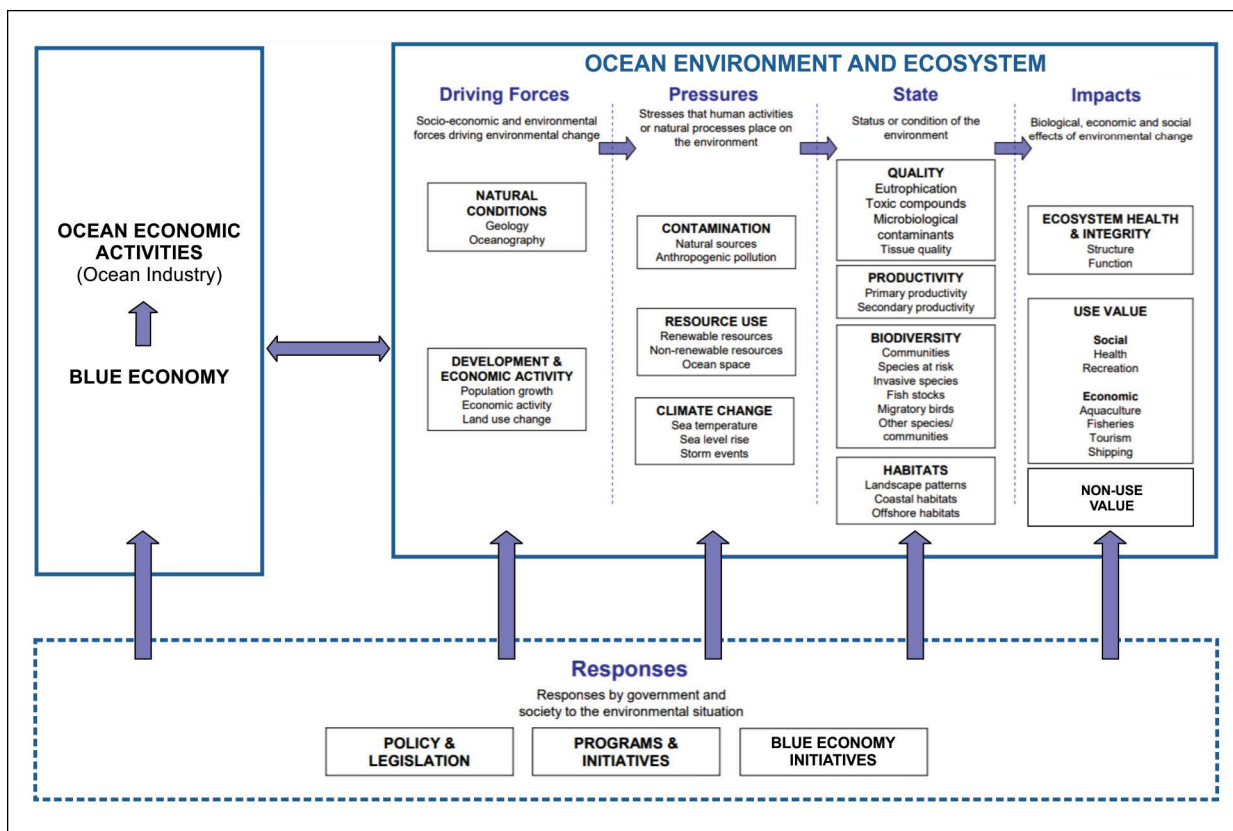 OCEAN ECONOMIC
ACTIVITIES
(Ocean Industry)
BLUE ECONOMY
OCEAN ENVIRONMENT AND ECOSYSTEM
Driving Forces
Socio-economic and environmental
forces driving environmental change
NATURAL
CONDITIONS
Geology
Oceanography
DEVELOPMENT &
ECONOMIC ACTIVITY
Population growth
Economic activity
Land use change
Pressures
Stresses that human activities
or natural processes place on
the environment
CONTAMINATION
Natural sources
Anthropogenic pollution
RESOURCE USE
Renewable resources
Non-renewable resources
Ocean space
CLIMATE CHANGE
Sea temperature
Sea level rise
Storm events
State
Status or condition of the
environment
QUALITY
Eutrophication
Toxic compounds
Microbiological
contaminants
Tissue quality
PRODUCTIVITY
Primary productivity
Secondary productivity
BIODIVERSITY
Communities
Species at risk
Invasive species
Fish stocks
Migratory birds
Other species/
communities
HABITATS
Landscape patterns
Coastal habitats
Offshore habitats
Impacts
Biological, economic and social
effects of environmental change
ECOSYSTEM HEALTH
& INTEGRITY
Structure
Function
USE VALUE
Social
Health
Recreation
Economic
Aquaculture
Fisheries
Tourism
Shipping
NON-USE
VALUE
Responses
Responses by government and
society to the environmental situation
POLICY &
LEGISLATION
PROGRAMS &
INITIATIVES
BLUE ECONOMY
INITIATIVES